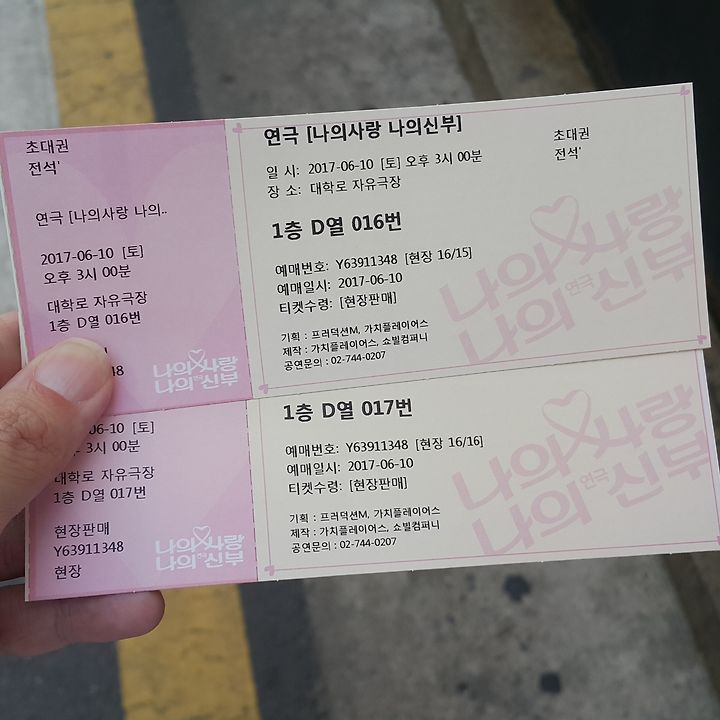 초대권
전석'
연극 [나의사랑 나의..
2017-06-10 [토]
오후 3시 00분
대학로 자유극장
1층 D열 016번
48
나의사랑
나의 연극 신부
연극 [나의사랑 나의신부]
초대권
전석'
일 시: 2017-06-10 [토] 오후 3시 00분
장 소: 대학로 자유극장
1층 D열 016번
예매번호: Y63911348 [현장 16/15]
예매일시: 2017-06-10
티켓수령: [현장판매]
기획 : 프러덕션M, 가치플레이어스
제작 : 가치플레이어스, 쇼빌컴퍼니
공연문의 : 02-744-0207
나의사랑
나의 연극 신부
06-10 [토]
3시 00분
대학로 자유극장
1층 D열 017번
현장판매
Y63911348
현장
나의사랑
나의 연극 신부
1층 D열 017번
예매번호: Y63911348 [현장 16/16]
예매일시: 2017-06-10
티켓수령: [현장판매]
기획 : 프러덕션M, 가치플레이어스
제작 : 가치플레이어스, 쇼빌컴퍼니
공연문의 : 02-744-0207
나의사랑
나의 연극 신부